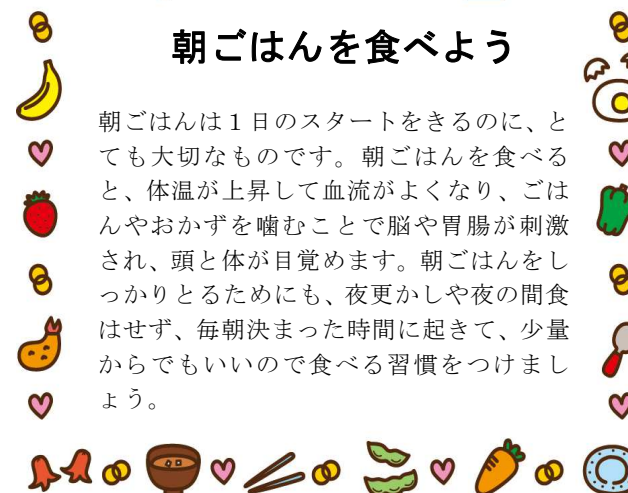 朝ごはんを食べよう
朝ごはんは１日のスタートをきるのに、と
ても大切なものです。朝ごはんを食べる
と、体温が上昇して血流がよくなり、ごは
んやおかずを噛むことで脳や胃腸が刺激
され、頭と体が目覚めます。朝ごはんをし
っかりとるためにも、夜更かしや夜の間食
はせず、毎朝決まった時間に起きて、少量
からでもいいので食べる習慣をつけまし
ょう。